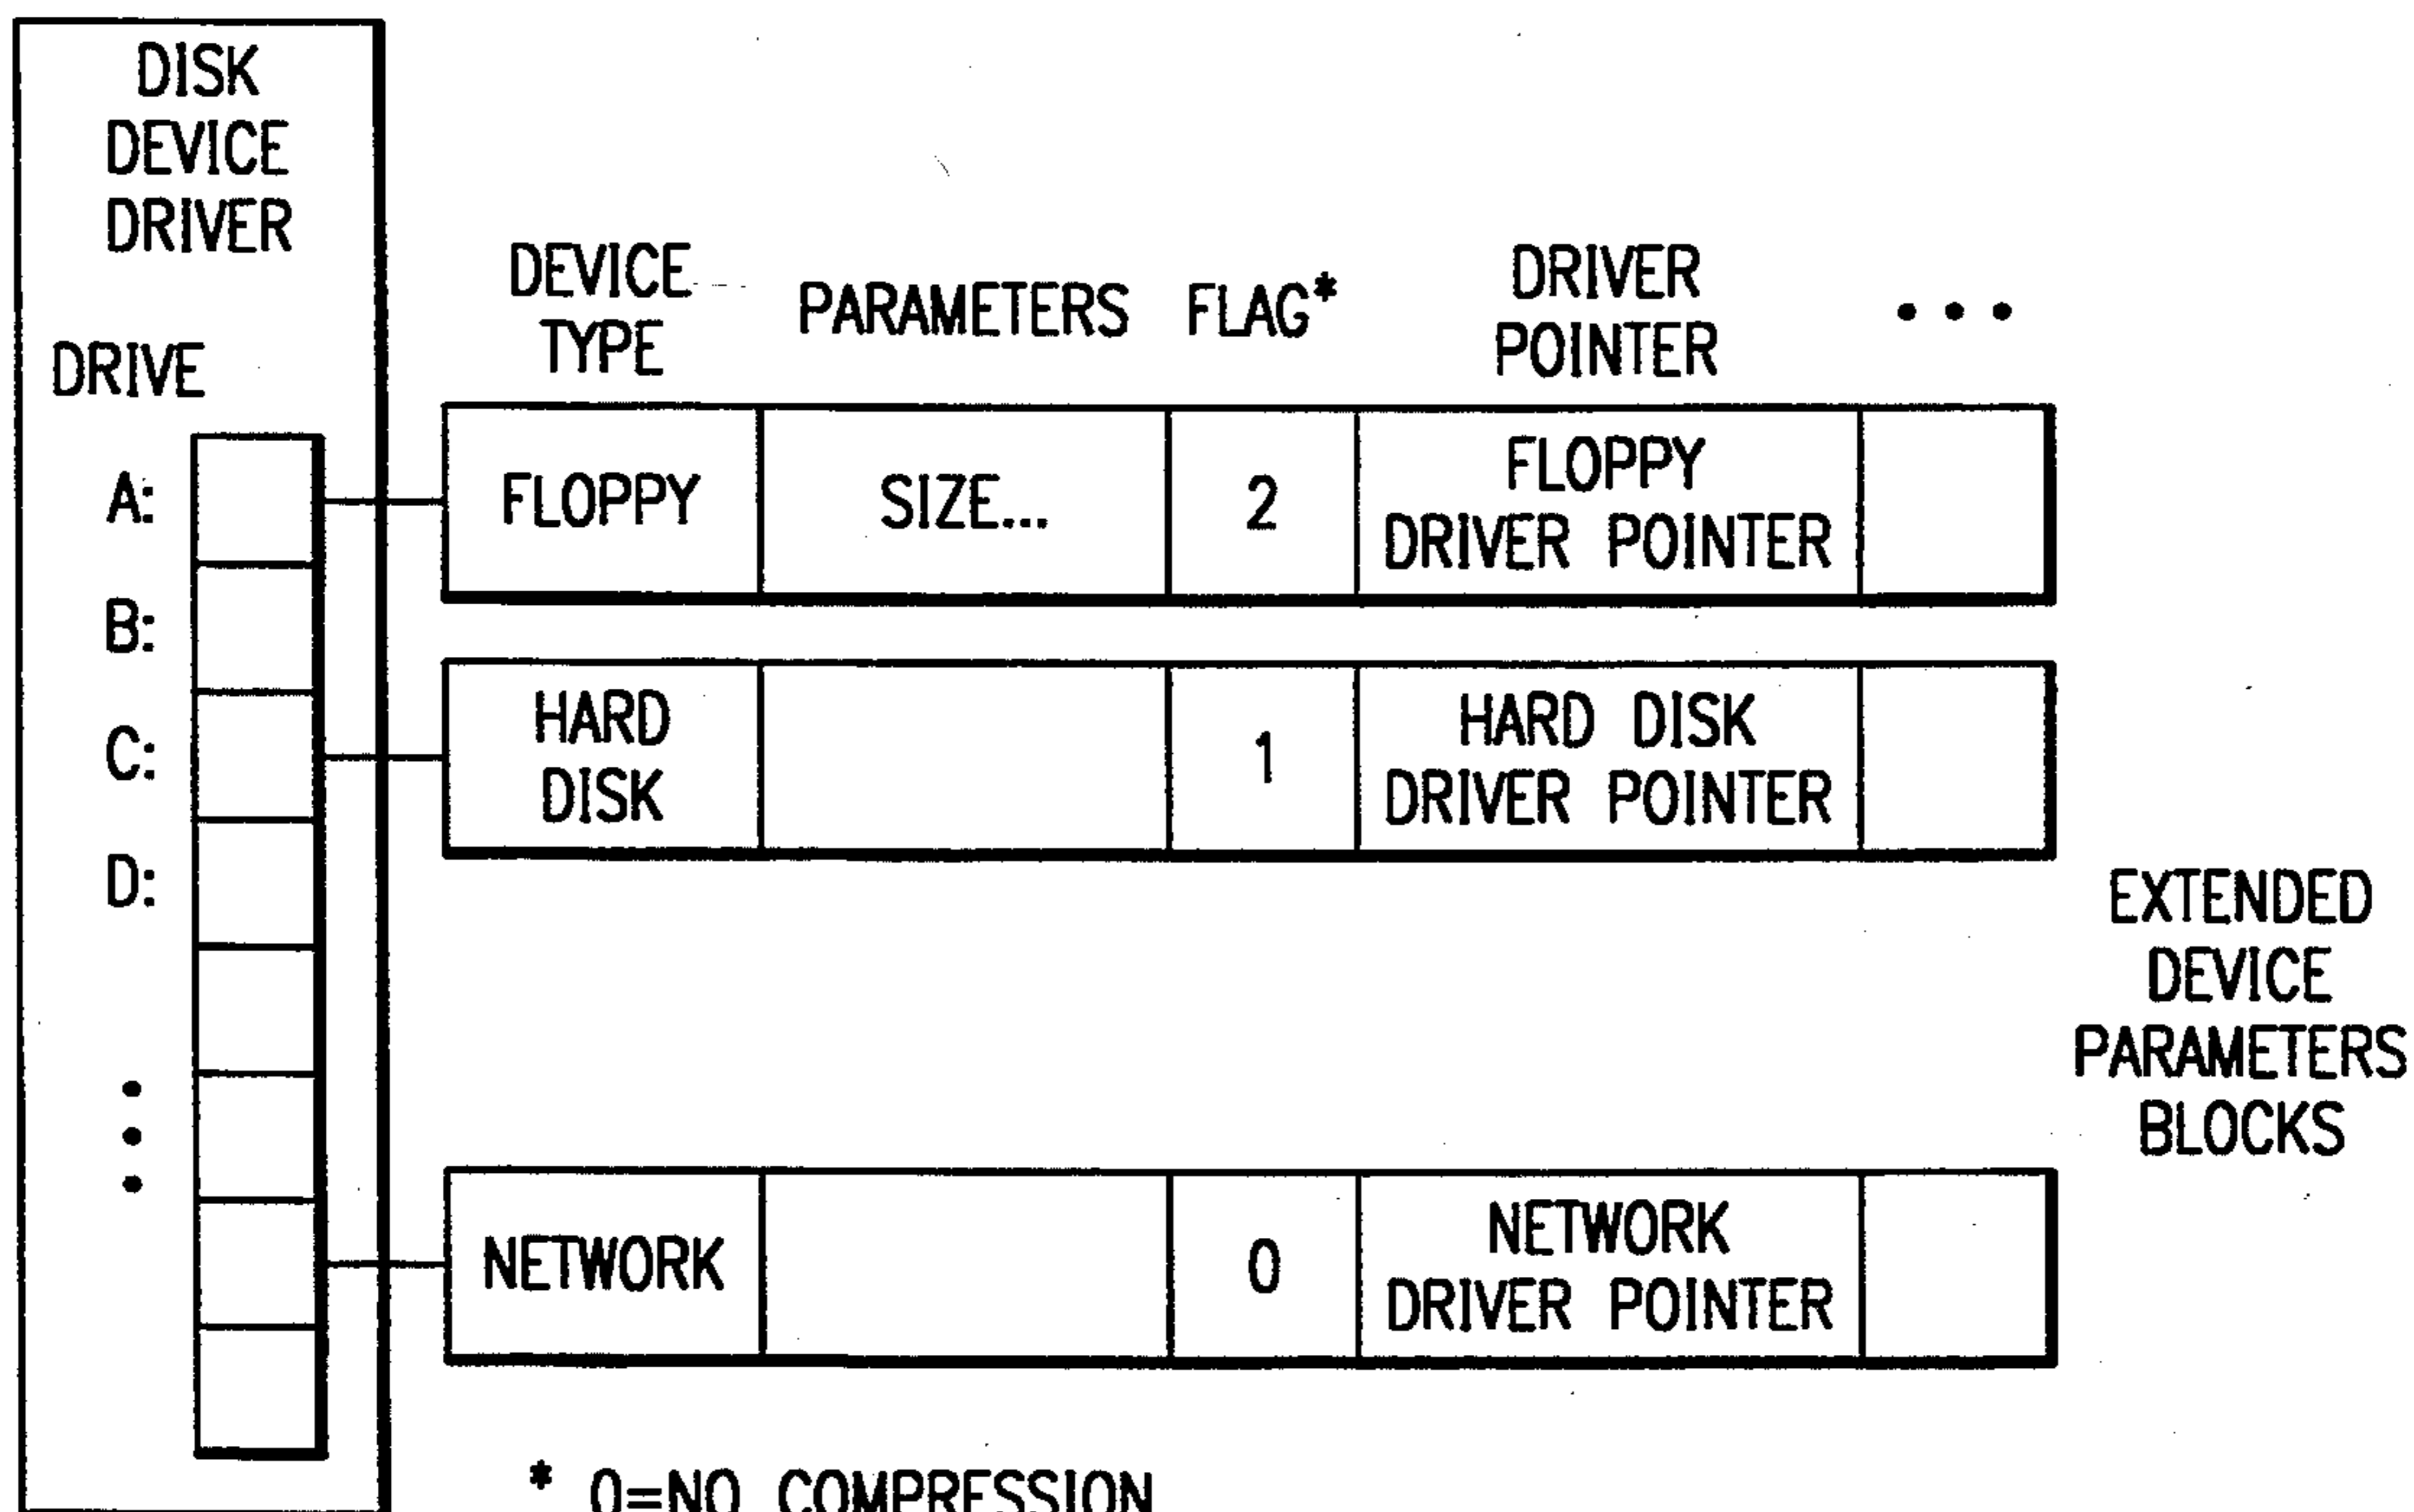 DISK
DEVICE
DRIVER
DRIVE
A:
B:
C:
D:
DEVICE
TYPE
PARAMETERS
FLAG*
DRIVER
POINTER
...
FLOPPY
SIZE...
2
FLOPPY
DRIVER POINTER
HARD
DISK
1
HARD DISK
DRIVER POINTER
NETWORK
0
NETWORK
DRIVER POINTER
EXTENDED
DEVICE
PARAMETERS
BLOCKS
* 0=NO COMPRESSION